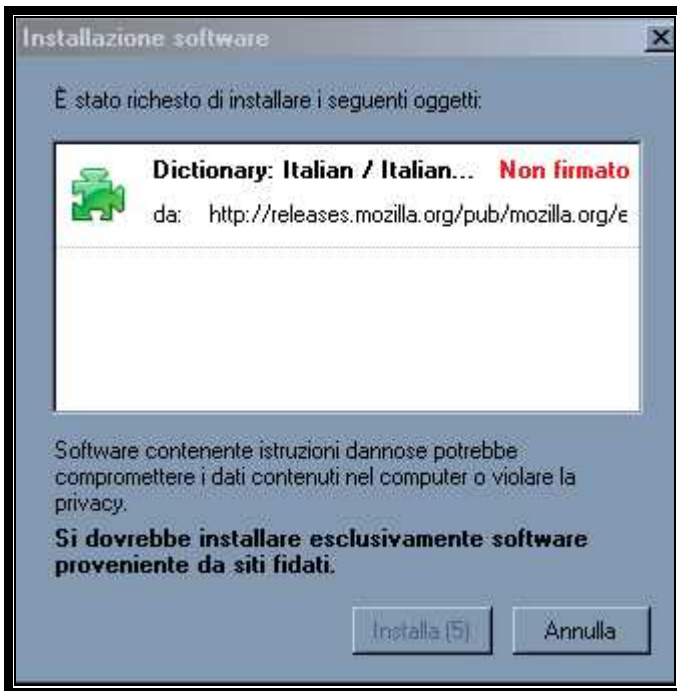 Installazione software
È stato richesto di installare i seguenti oggetti:
Dictionary: Italian / Italian... Non firmato
da: http://releases.mozilla.org/pub/mozilla.org/e
Software contenente istruzioni dannose potrebbe
compromettere i dati contenuti nel computer o violare la
privacy.
Si dovrebbe installare esclusivamente software
proveniente da siti fidati.
Installa (5) Annulla